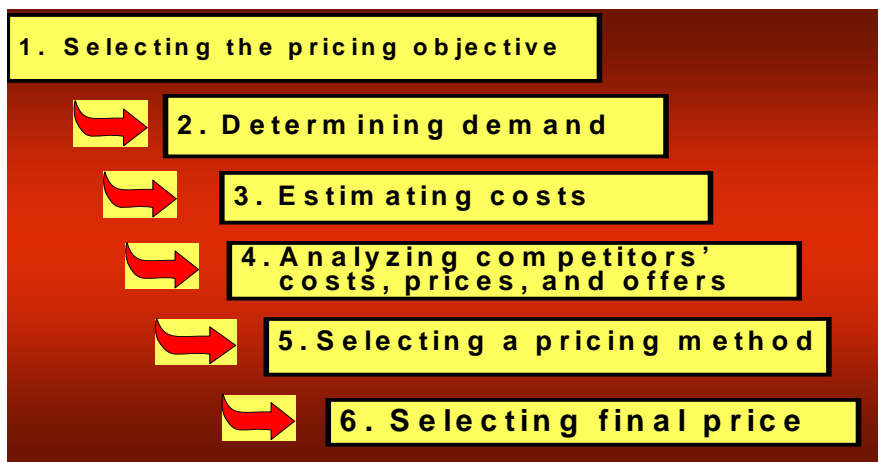 1. Selecting the pricing objective
2. Determining demand
3. Estimating costs
4. Analyzing competitors’
costs, prices, and offers
5. Selecting a pricing method
6. Selecting final price